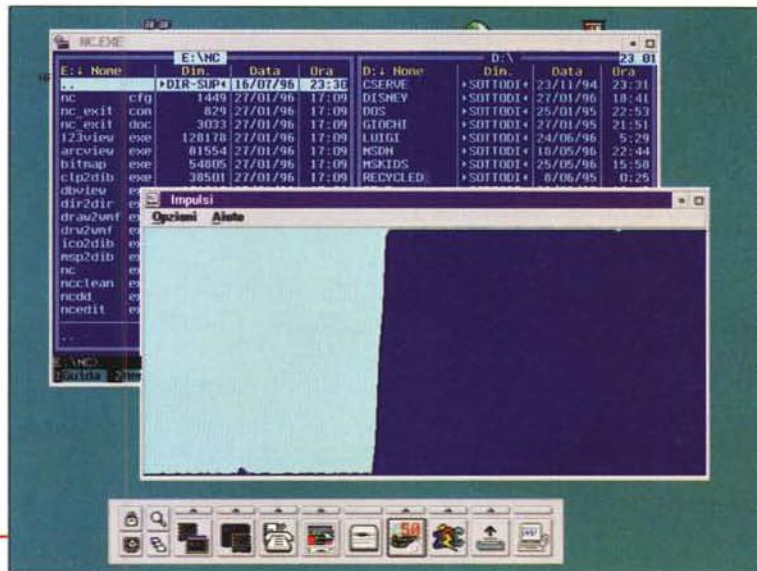 NC.EXE
E:\NC D:\ 23 01
E:↓ Nome Dim. Data Ora D:↓ Nome Dim. Data Ora
.. ►DIR-SUP◄ 16/07/96 23:30 CSERVE ►SOTTODI◄ 23/11/94 23:31
nc cfg 1449 27/01/96 17:09 DISNEY ►SOTTODI◄ 27/01/96 18:41
nc_exit com 829 27/01/96 17:09 DOS ►SOTTODI◄ 25/01/95 22:53
nc_exit doc 3033 27/01/96 17:09 GIOCHI ►SOTTODI◄ 27/01/95 21:51
123view exe 128178 27/01/96 17:09 LUIGI ►SOTTODI◄ 24/06/96 5:29
arcview exe 81554 27/01/96 17:09 MSDN ►SOTTODI◄ 18/05/96 22:44
bitmap exe 54805 27/01/96 17:09 MSKIDS ►SOTTODI◄ 25/05/96 15:58
clp2dib exe 38501 27/01/96 17:09 RECYCLED ►SOTTODI◄ 8/06/95 0:25
dbview
dir2dir
draw2wmf
drw2wmf
ico2dib
msp2dib
nc
ncclean
ncdd
ncedit
..
E:\NC>
1Guida
Impulsi
Opzioni Aiuto
50